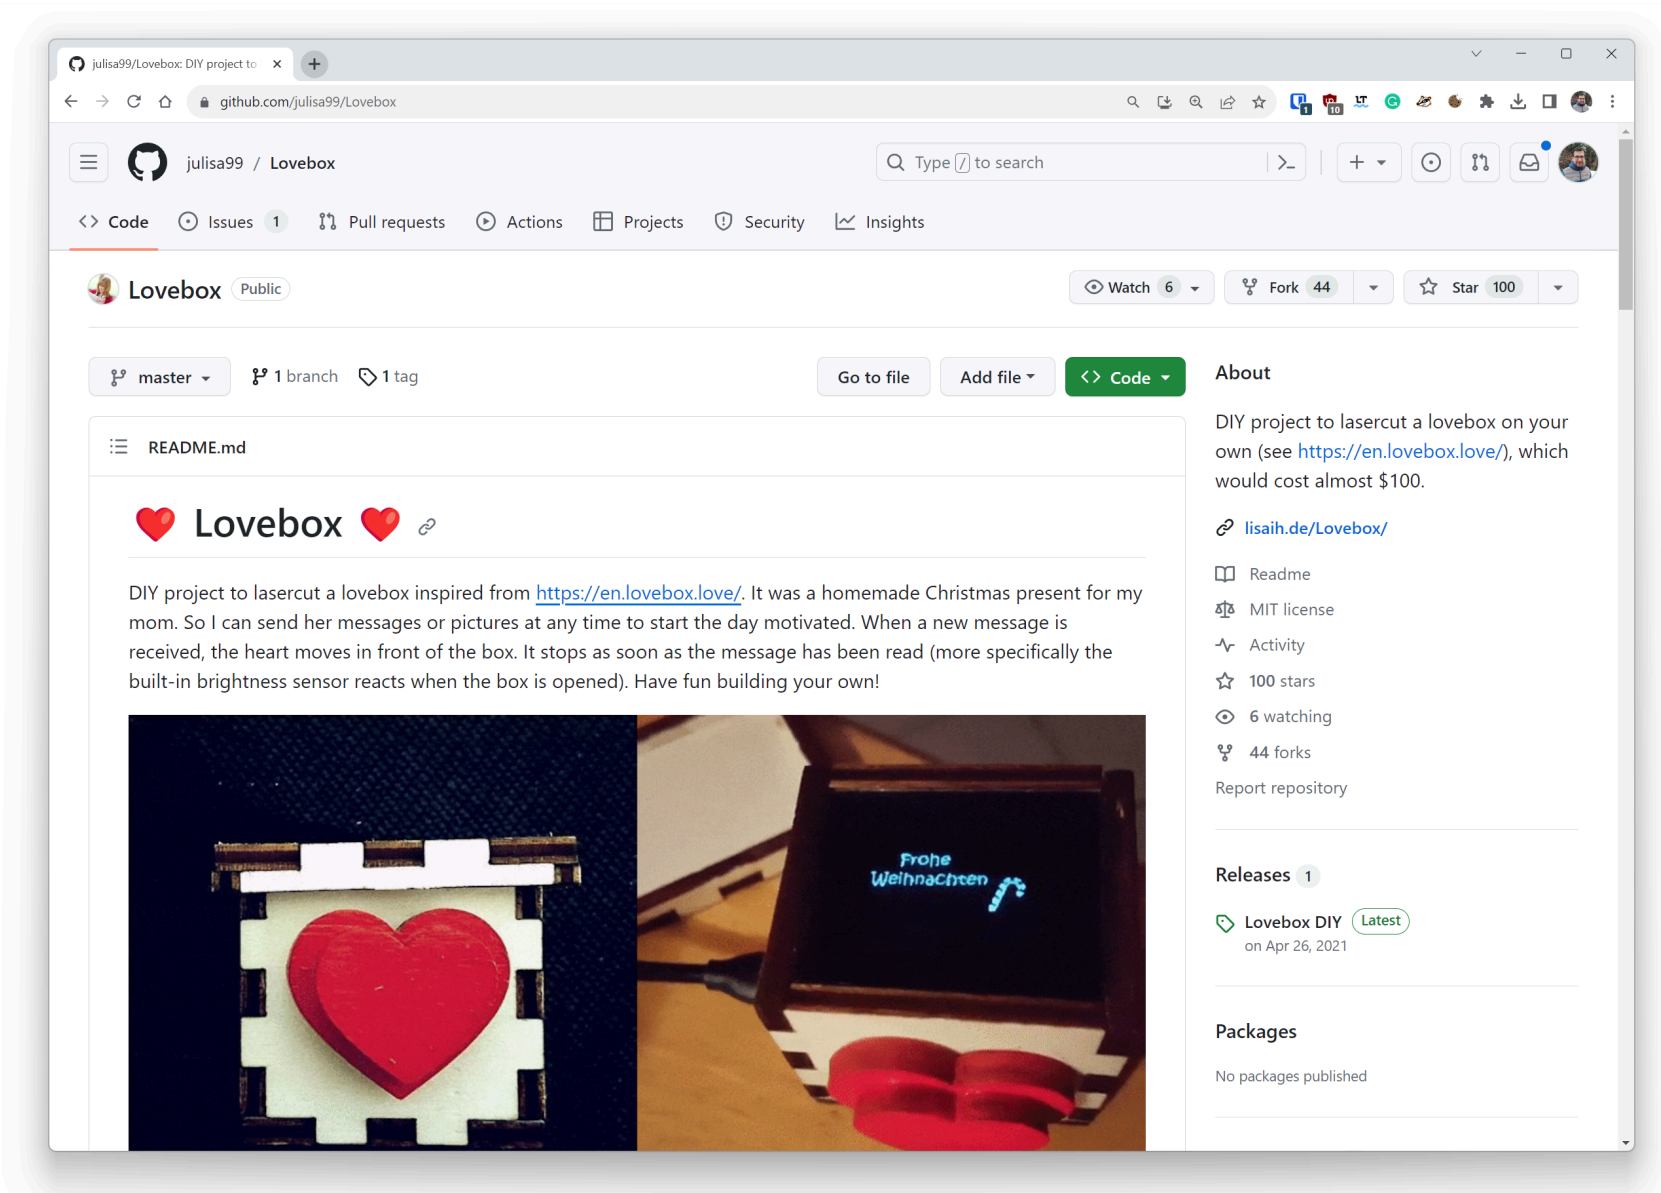 julisa99/Lovebox: DIY project to
github.com/julisa99/Lovebox
1
10
LT
G
julisa99 / Lovebox
Type / to search
Code
Issues 1
Pull requests
Actions
Projects
Security
Insights
Lovebox Public
Watch 6
Fork 44
Star 100
master
1 branch
1 tag
Go to file
Add file
Code
README.md
Lovebox
DIY project to lasercut a lovebox inspired from https://en.lovebox.love/. It was a homemade Christmas present for my
mom. So I can send her messages or pictures at any time to start the day motivated. When a new message is
received, the heart moves in front of the box. It stops as soon as the message has been read (more specifically the
built-in brightness sensor reacts when the box is opened). Have fun building your own!
Frohe
Weihnachten
About
DIY project to lasercut a lovebox on your
own (see https://en.lovebox.love/), which
would cost almost $100.
lisaih.de/Lovebox/
Readme
MIT license
Activity
100 stars
6 watching
44 forks
Report repository
Releases 1
Lovebox DIY Latest
on Apr 26, 2021
Packages
No packages published